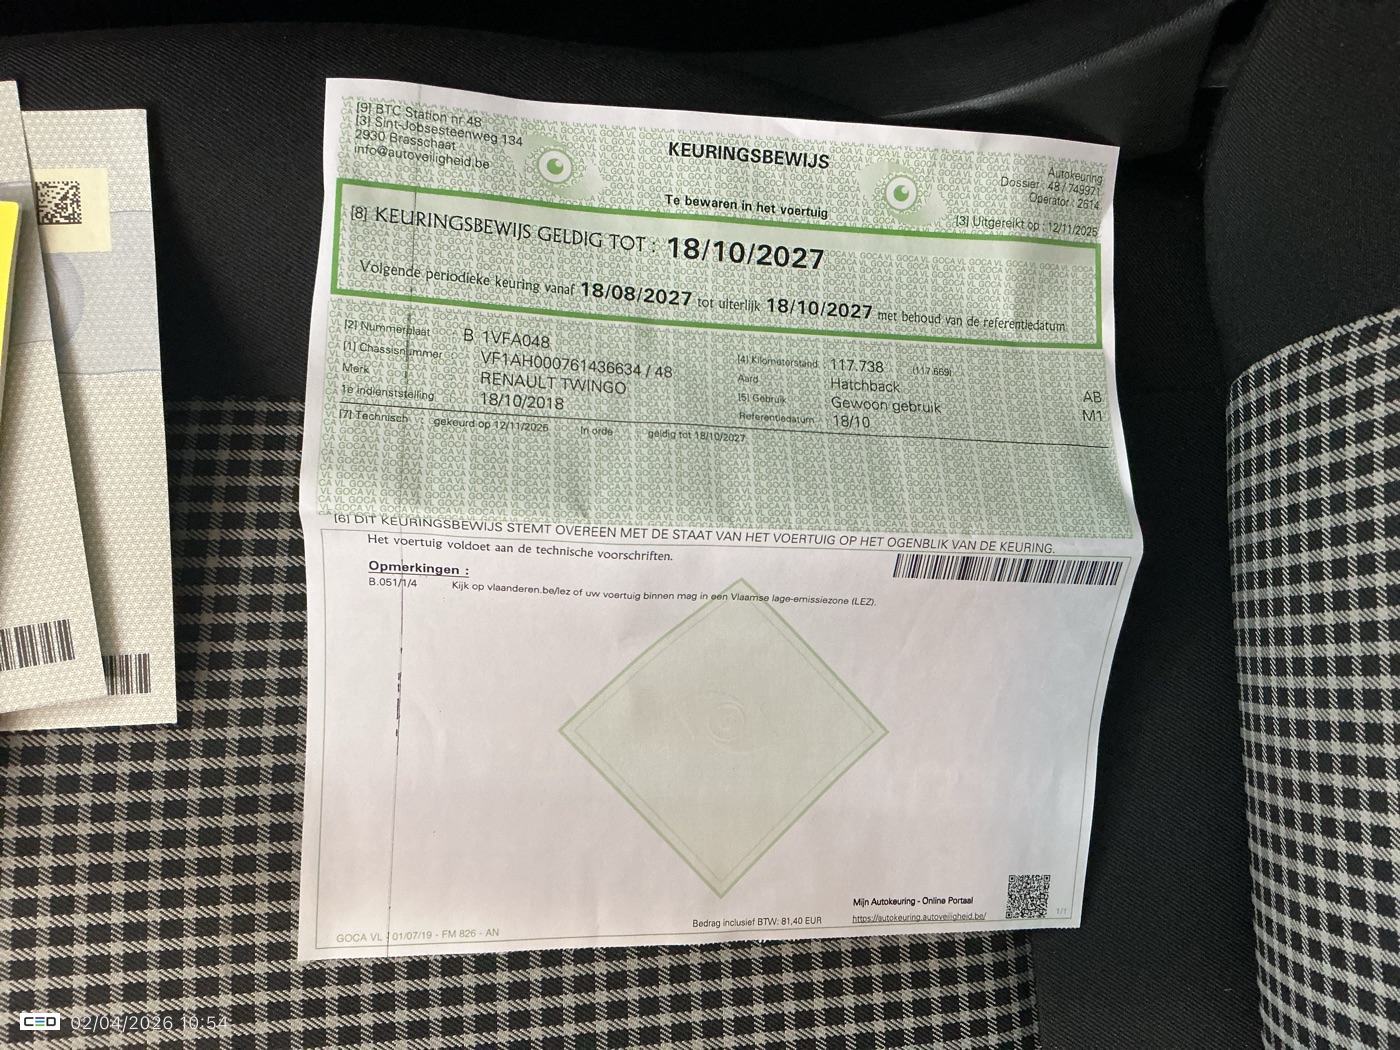 [9] BTC Station nr 48
[3] Sint-Jobsesteenweg 134
2930 Brasschaat
info@autoveiligheid.be
KEURINGSBEWIJS
Te bewaren in het voertuig
Autokeuring
Dossier : 48 / 749971
Operator : 2614
[3] Uitgereikt op : 12/11/2025
[8] KEURINGSBEWIJS GELDIG TOT : 18/10/2027
Volgende periodieke keuring vanaf 18/08/2027 tot uiterlijk 18/10/2027 met behoud van de referentiedatum
[2] Nummerplaat B 1VFA048
[1] Chassisnummer VF1AH000761436634 / 48
Merk RENAULT TWINGO
1e indienststelling 18/10/2018
[4] Kilometerstand 117.738 (117.669)
Aard Hatchback AB
[5] Gebruik Gewoon gebruik M1
Referentiedatum 18/10
[7] Technisch gekeurd op 12/11/2025 In orde geldig tot 18/10/2027
[6] DIT KEURINGSBEWIJS STEMT OVEREEN MET DE STAAT VAN HET VOERTUIG OP HET OGENBLIK VAN DE KEURING.
Het voertuig voldoet aan de technische voorschriften.
Opmerkingen :
B.051/1/4 Kijk op vlaanderen.be/lez of uw voertuig binnen mag in een Vlaamse lage-emissiezone (LEZ).
Mijn Autokeuring - Online Portaal
Bedrag inclusief BTW: 81,40 EUR https://autokeuring.autoveiligheid.be/
1/1
GOCA VL - 01/07/19 - FM 826 - AN
CED 02/04/2026 10:54